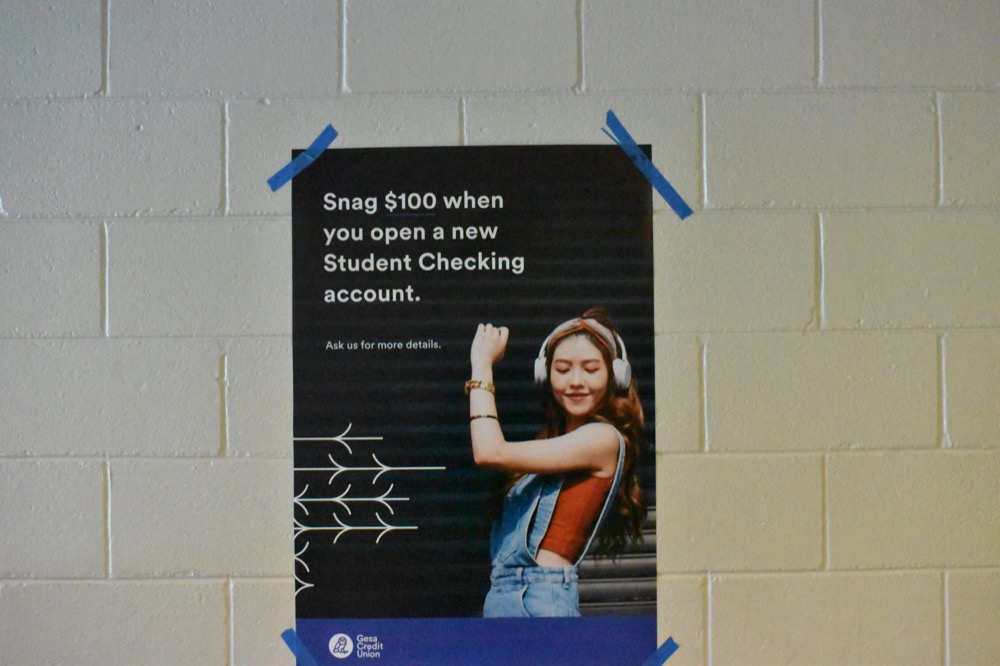 Snag $100 when
you open a new
Student Checking
account.
Ask us for more details.
Gesa
Credit
Union